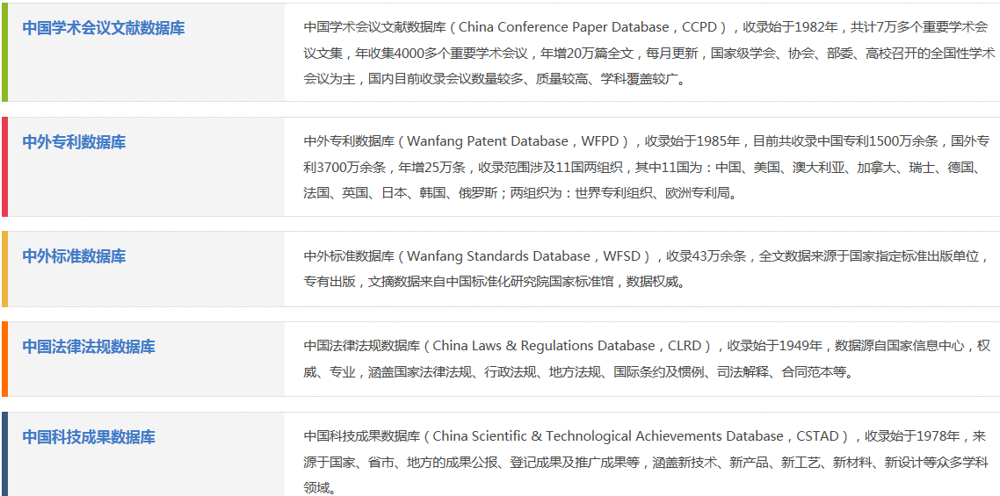 中国学术会议文献数据库
中国学术会议文献数据库（China Conference Paper Database，CCPD），收录始于1982年，共计7万多个重要学术会
议文集，年收集4000多个重要学术会议，年增20万篇全文，每月更新，国家级学会、协会、部委、高校召开的全国性学术
会议为主，国内目前收录会议数量较多、质量较高、学科覆盖较广。
中外专利数据库
中外专利数据库（Wanfang Patent Database，WFPD），收录始于1985年，目前共收录中国专利1500万余条，国外专
利3700万余条，年增25万条，收录范围涉及11国两组织，其中11国为：中国、美国、澳大利亚、加拿大、瑞士、德国、
法国、英国、日本、韩国、俄罗斯；两组织为：世界专利组织、欧洲专利局。
中外标准数据库
中外标准数据库（Wanfang Standards Database，WFSD），收录43万余条，全文数据来源于国家指定标准出版单位，
专有出版，文摘数据来自中国标准化研究院国家标准馆，数据权威。
中国法律法规数据库
中国法律法规数据库（China Laws & Regulations Database，CLRD），收录始于1949年，数据源自国家信息中心，权
威、专业，涵盖国家法律法规、行政法规、地方法规、国际条约及惯例、司法解释、合同范本等。
中国科技成果数据库
中国科技成果数据库（China Scientific & Technological Achievements Database，CSTAD），收录始于1978年，来
源于国家、省市、地方的成果公报、登记成果及推广成果等，涵盖新技术、新产品、新工艺、新材料、新设计等众多学科
领域。